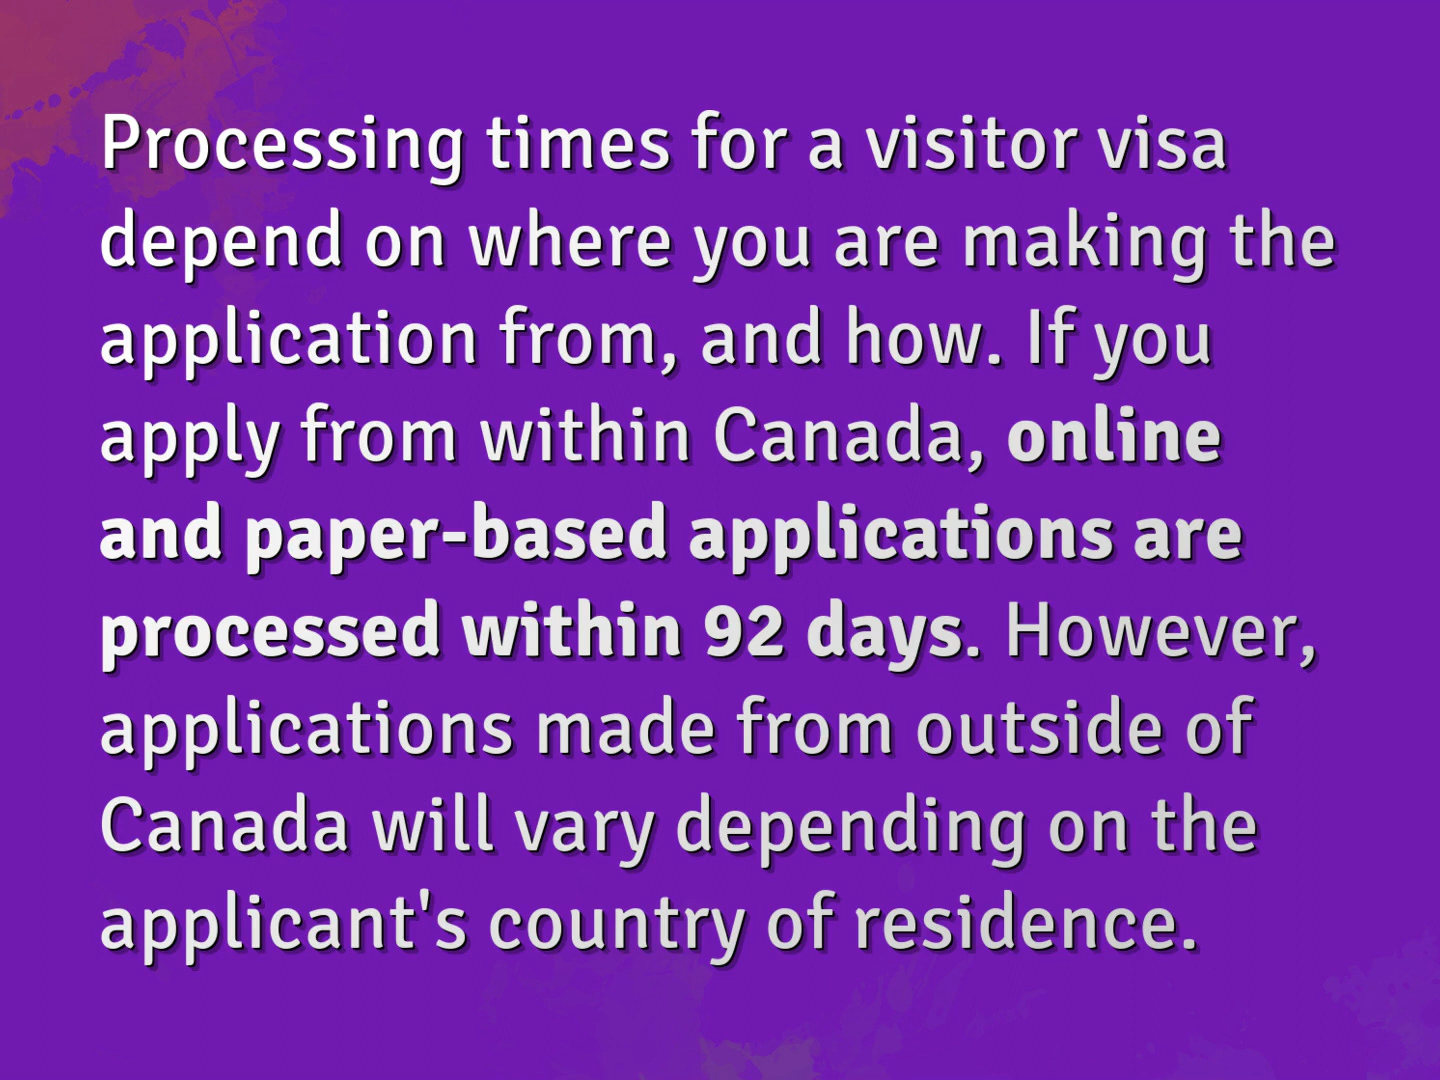 Processing times for a visitor visa
depend on where you are making the
application from, and how. If you
apply from within Canada, online
and paper-based applications are
processed within 92 days. However,
applications made from outside of
Canada will vary depending on the
applicant's country of residence.